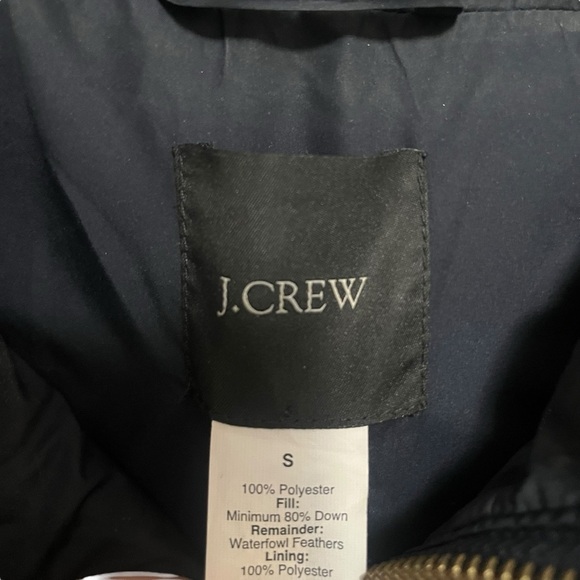 J.CREW
S
100% Polyester
Fill:
Minimum 80% Down
Remainder:
Waterfowl Feathers
Lining:
100% Polyester